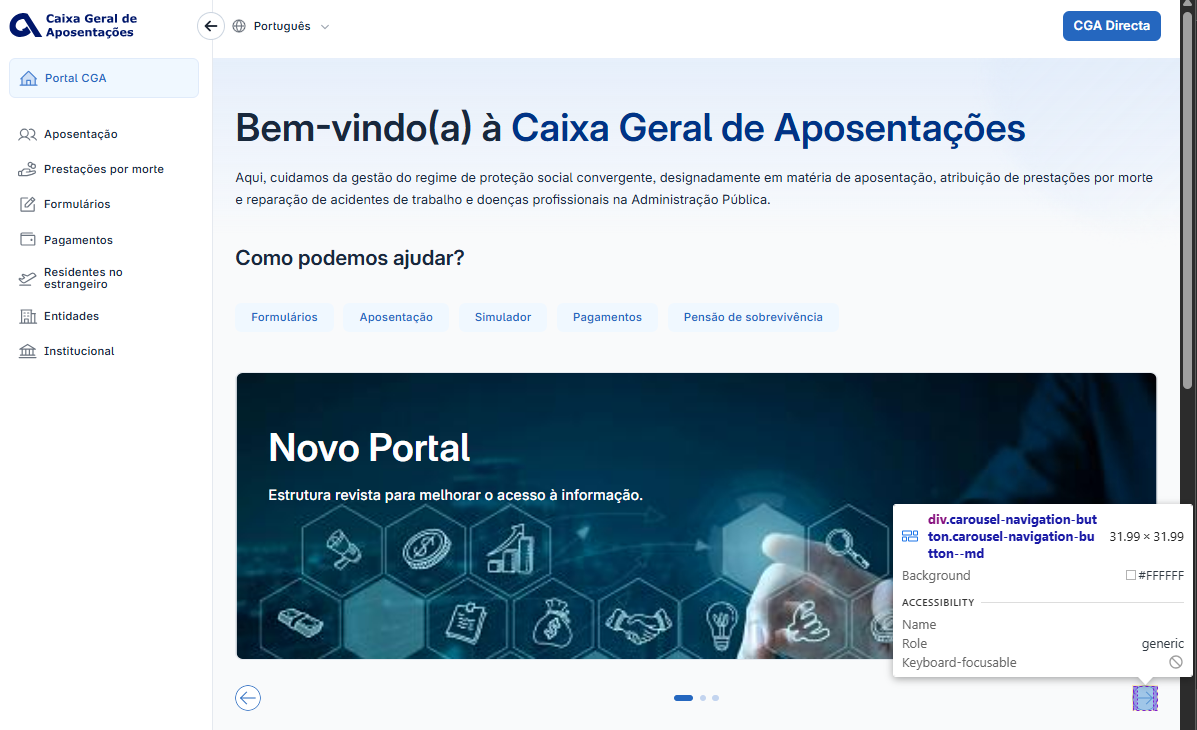 Caixa Geral de
Aposentações
Português
CGA Directa
Portal CGA
Aposentação
Prestações por morte
Formulários
Pagamentos
Residentes no
estrangeiro
Entidades
Institucional
Bem-vindo(a) à Caixa Geral de Aposentações
Aqui, cuidamos da gestão do regime de proteção social convergente, designadamente em matéria de aposentação, atribuição de prestações por morte
e reparação de acidentes de trabalho e doenças profissionais na Administração Pública.
Como podemos ajudar?
Formulários Aposentação Simulador Pagamentos Pensão de sobrevivência
Novo Portal
Estrutura revista para melhorar o acesso à informação.
div.carousel-navigation-but
ton.carousel-navigation-bu
tton--md
31.99 × 31.99
Background #FFFFFF
ACCESSIBILITY
Name
Role generic
Keyboard-focusable